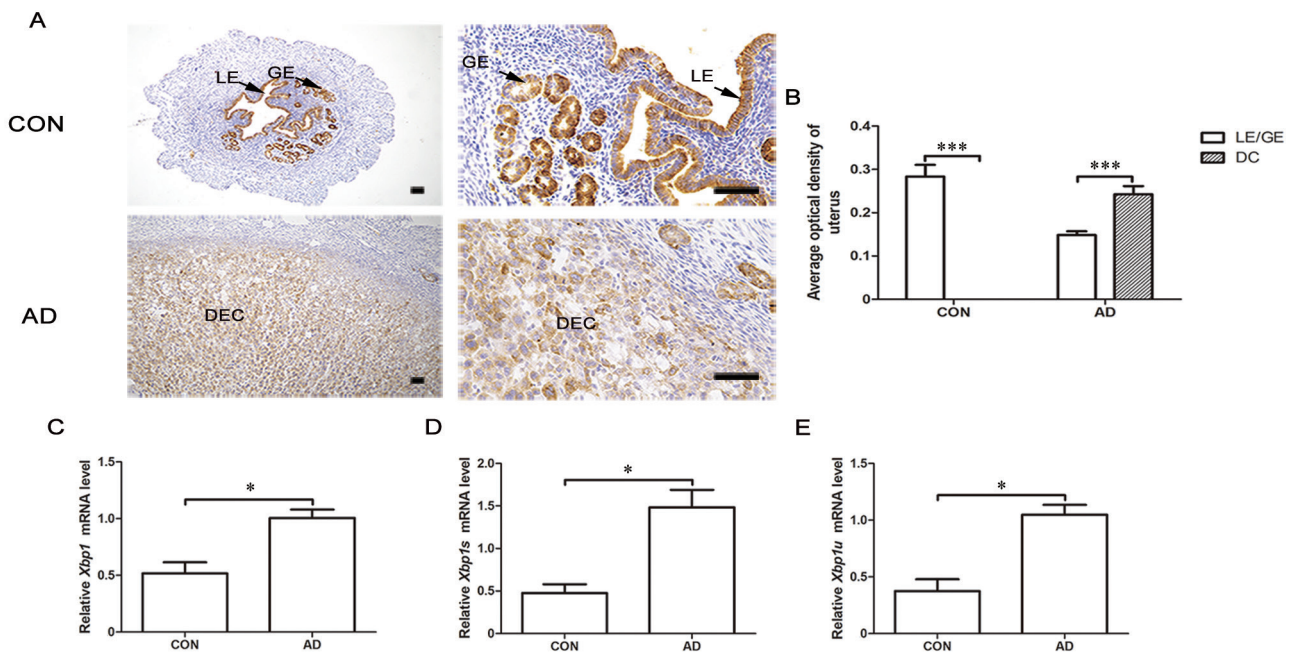 A
LE
GE
CON
GE
LE
DEC
AD
DEC
B
Average optical density of
uterus
0.4
0.3
0.2
0.1
0
***
***
CON
AD
LE/GE
DC
C
Relative Xbp1 mRNA level
1.5
1.0
0.5
0
*
CON
AD
D
Relative Xbp1s mRNA level
2.0
1.5
1.0
0.5
0.0
*
CON
AD
E
Relative Xbp1u mRNA level
1.5
1.0
0.5
0
*
CON
AD